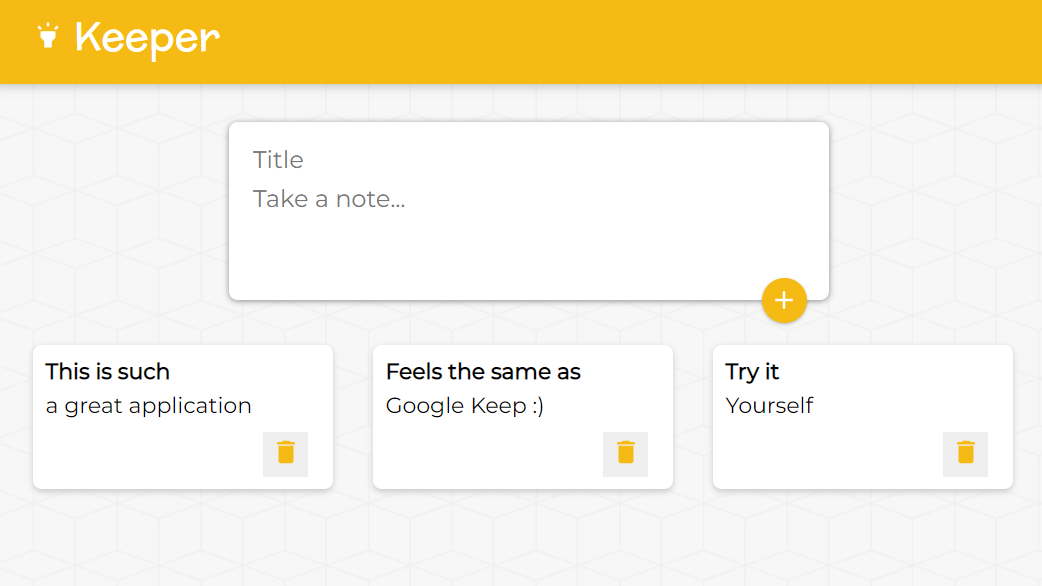 Keeper
Title
Take a note...
This is such
a great application
Feels the same as
Google Keep :)
Try it
Yourself